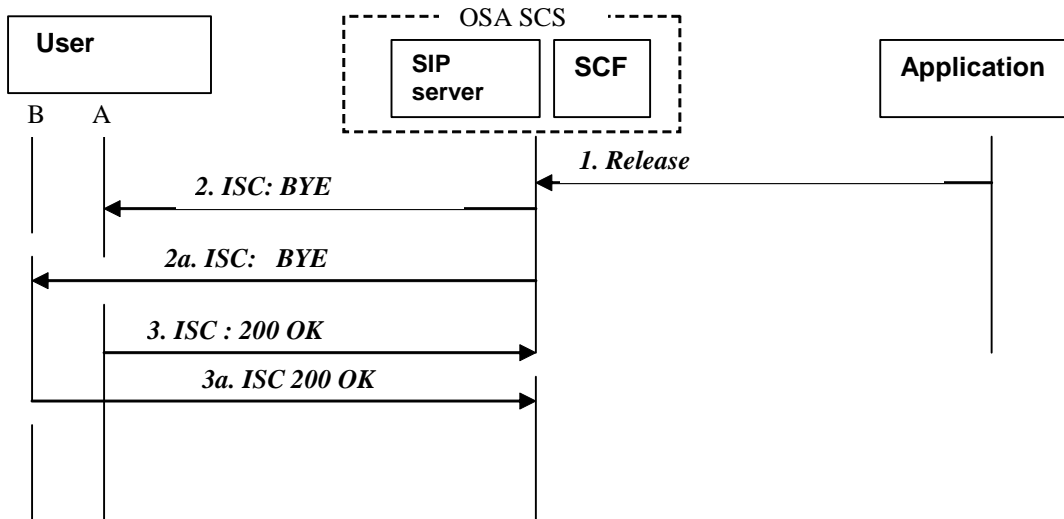 OSA SCS
User
SIP
server
SCF
Application
B
A
1. Release
2. ISC: BYE
2a. ISC: BYE
3. ISC : 200 OK
3a. ISC 200 OK